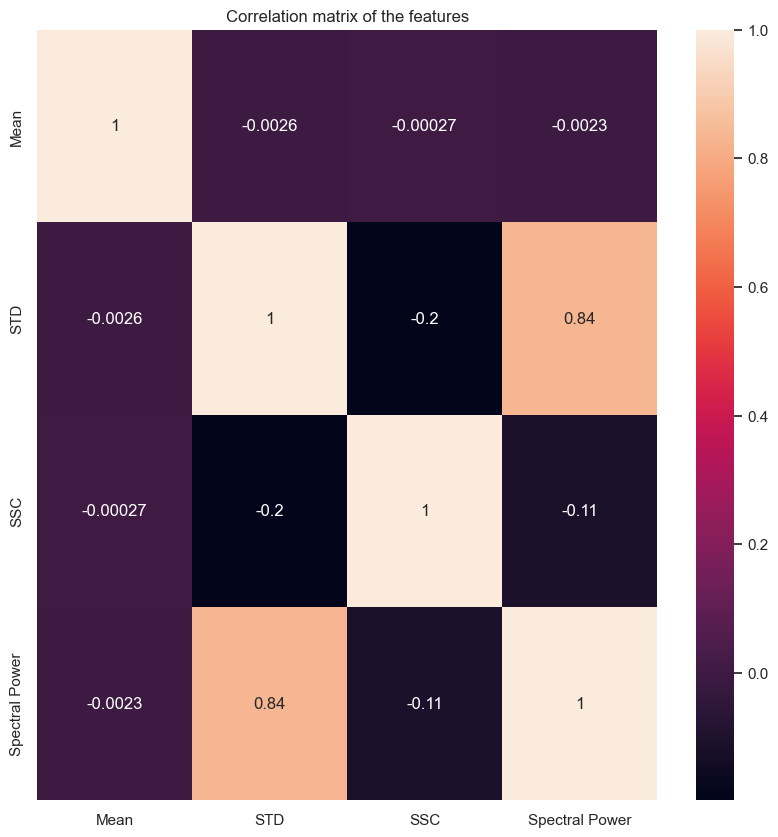 Correlation matrix of the features
Mean
1
-0.0026
-0.00027
-0.0023
STD
-0.0026
1
-0.2
0.84
SSC
-0.00027
-0.2
1
-0.11
Spectral Power
-0.0023
0.84
-0.11
1
Mean
STD
SSC
Spectral Power
1.0
0.8
0.6
0.4
0.2
0.0